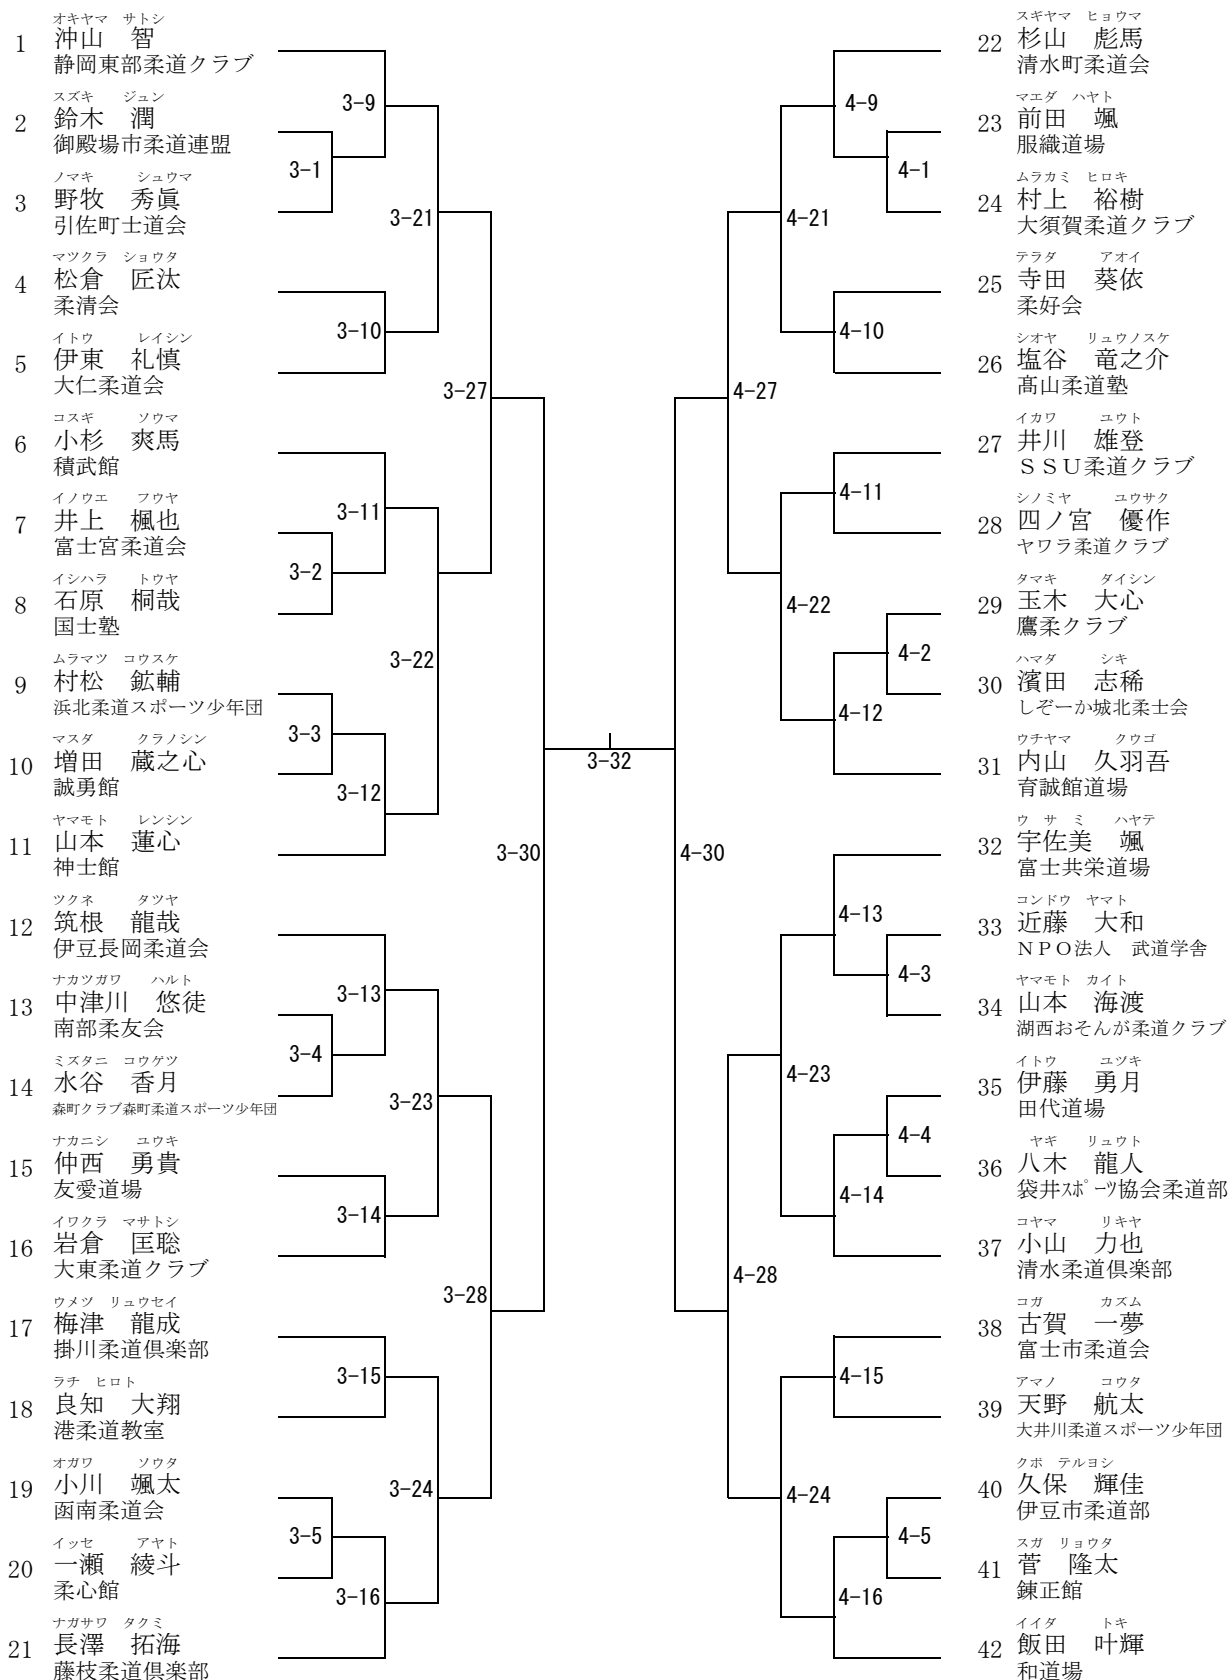 オキヤマ　サトシ
1　沖山　智
静岡東部柔道クラブ
スズキ　ジュン
2　鈴木　潤
御殿場市柔道連盟
ノマキ　シュウマ
3　野牧　秀眞
引佐町士道会
マツクラ　ショウタ
4　松倉　匠汰
柔清会
イトウ　レイシン
5　伊東　礼慎
大仁柔道会
コスギ　ソウマ
6　小杉　爽馬
積武館
イノウエ　フウヤ
7　井上　楓也
富士宮柔道会
イシハラ　トウヤ
8　石原　桐哉
国士塾
ムラマツ　コウスケ
9　村松　鉱輔
浜北柔道スポーツ少年団
マスダ　クラノシン
10　増田　蔵之心
誠勇館
ヤマモト　レンシン
11　山本　蓮心
神士館
ツクネ　タツヤ
12　筑根　龍哉
伊豆長岡柔道会
ナカツガワ　ハルト
13　中津川　悠徒
南部柔友会
ミズタニ　コウゲツ
14　水谷　香月
森町クラブ森町柔道スポーツ少年団
ナカニシ　ユウキ
15　仲西　勇貴
友愛道場
イワクラ　マサトシ
16　岩倉　匡聡
大東柔道クラブ
ウメツ　リュウセイ
17　梅津　龍成
掛川柔道倶楽部
ラチ　ヒロト
18　良知　大翔
港柔道教室
オガワ　ソウタ
19　小川　颯太
函南柔道会
イッセ　アヤト
20　一瀬　綾斗
柔心館
ナガサワ　タクミ
21　長澤　拓海
藤枝柔道倶楽部
3-9
3-1
3-21
3-10
3-27
3-11
3-2
3-22
3-3
3-12
3-30
3-13
3-4
3-23
3-14
3-28
3-15
3-24
3-5
3-16
3-32
4-9
4-1
4-21
4-10
4-27
4-11
4-22
4-2
4-12
4-30
4-13
4-3
4-23
4-4
4-14
4-28
4-15
4-24
4-5
4-16
スギヤマ　ヒョウマ
22　杉山　彪馬
清水町柔道会
マエダ　ハヤト
23　前田　颯
服織道場
ムラカミ　ヒロキ
24　村上　裕樹
大須賀柔道クラブ
テラダ　アオイ
25　寺田　葵依
柔好会
シオヤ　リュウノスケ
26　塩谷　竜之介
髙山柔道塾
イカワ　ユウト
27　井川　雄登
ＳＳＵ柔道クラブ
シノミヤ　ユウサク
28　四ノ宮　優作
ヤワラ柔道クラブ
タマキ　ダイシン
29　玉木　大心
鷹柔クラブ
ハマダ　シキ
30　濱田　志稀
しぞーか城北柔士会
ウチヤマ　クウゴ
31　内山　久羽吾
育誠館道場
ウサミ　ハヤテ
32　宇佐美　颯
富士共栄道場
コンドウ　ヤマト
33　近藤　大和
ＮＰＯ法人　武道学舎
ヤマモト　カイト
34　山本　海渡
湖西おそんが柔道クラブ
イトウ　ユヅキ
35　伊藤　勇月
田代道場
ヤギ　リュウト
36　八木　龍人
袋井ｽﾎﾟｰﾂ協会柔道部
コヤマ　リキヤ
37　小山　力也
清水柔道倶楽部
コガ　カズム
38　古賀　一夢
富士市柔道会
アマノ　コウタ
39　天野　航太
大井川柔道スポーツ少年団
クボ　テルヨシ
40　久保　輝佳
伊豆市柔道部
スガ　リョウタ
41　菅　隆太
錬正館
イイダ　トキ
42　飯田　叶輝
和道場